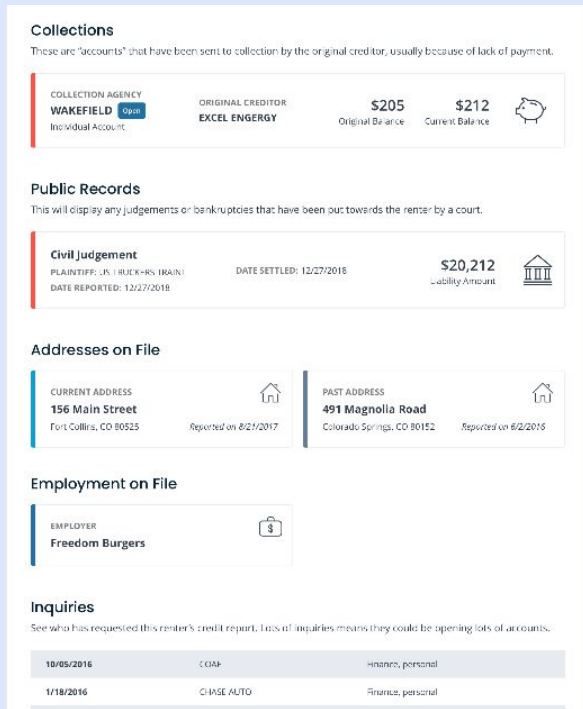 Collections
These are "accounts" that have been sent to collection by the original creditor, usually because of lack of payment.
COLLECTION AGENCY
WAKEFIELD Open
Individual Account
ORIGINAL CREDITOR
EXCEL ENGERGY
$205
Original Balance
$212
Current Balance
Public Records
This will display any judgements or bankruptcies that have been put towards the renter by a court.
Civil Judgement
PLAINTIFF: US TRUCKERS TRAINI
DATE REPORTED: 12/27/2018
DATE SETTLED: 12/27/2018
$20,212
Liability Amount
Addresses on File
CURRENT ADDRESS
156 Main Street
Fort Collins, CO 80525
Reported on 8/21/2017
PAST ADDRESS
491 Magnolia Road
Colorado Springs, CO 80152
Reported on 6/2/2016
Employment on File
EMPLOYER
Freedom Burgers
$
Inquiries
See who has requested this renter's credit report. Lots of inquiries means they could be opening lots of accounts.
10/05/2016 COAF Finance, personal
1/18/2016 CHASE AUTO Finance, personal